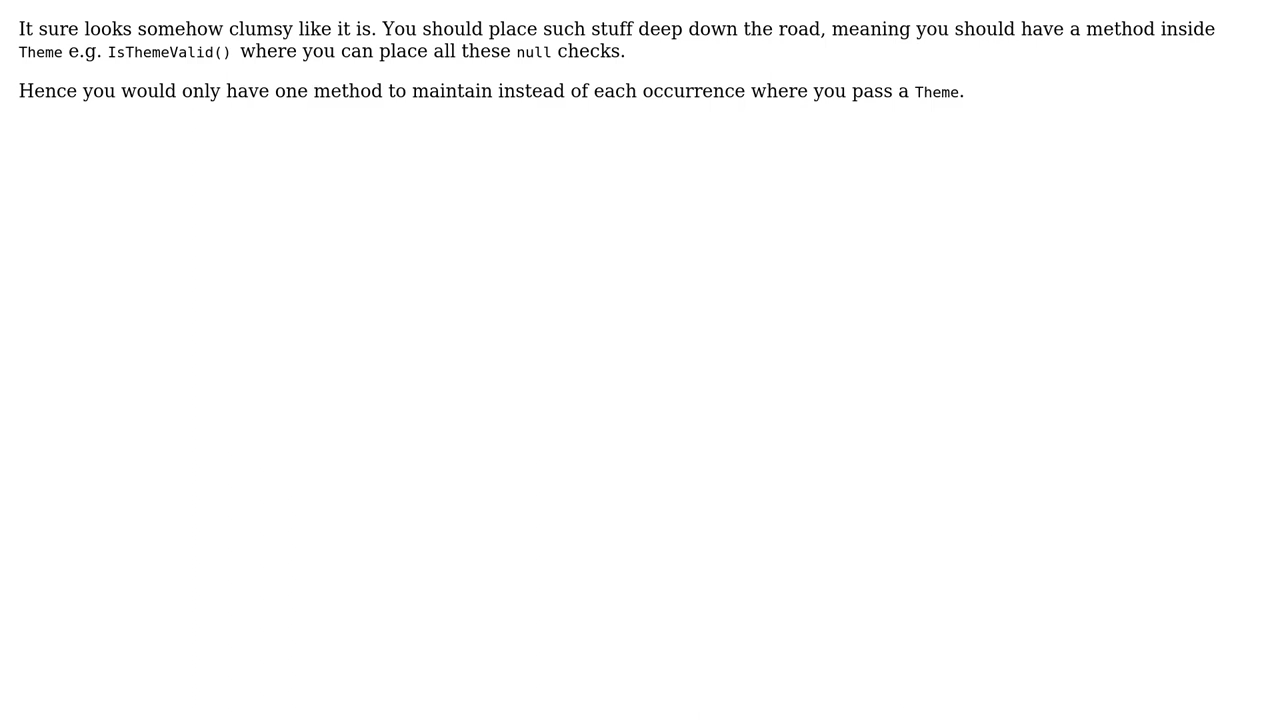 It sure looks somehow clumsy like it is. You should place such stuff deep down the road, meaning you should have a method inside
Theme e.g. IsThemeValid() where you can place all these null checks.
Hence you would only have one method to maintain instead of each occurrence where you pass a Theme.